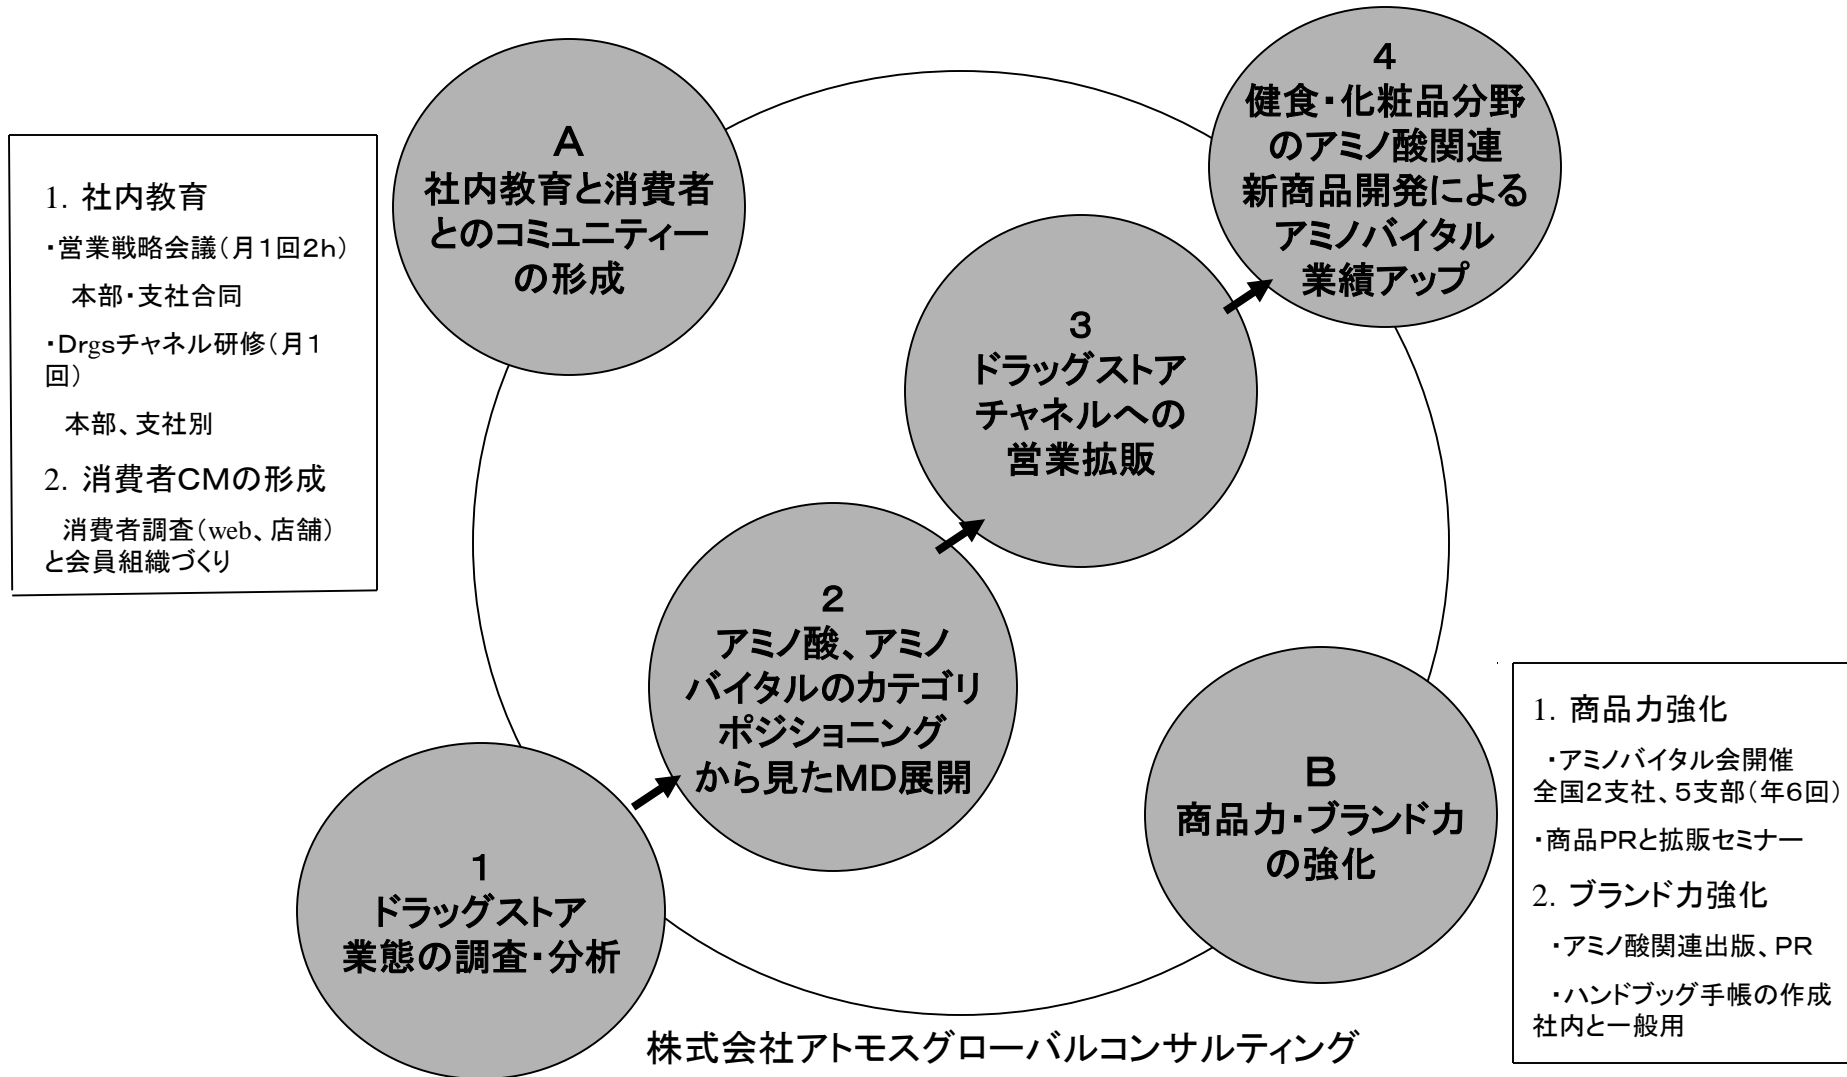 1. 社内教育
・営業戦略会議（月１回２ｈ）
本部・支社合同
・Drgsチャネル研修（月１
回）
本部、支社別
2. 消費者ＣＭの形成
消費者調査（web、店舗）
と会員組織づくり
Ａ
社内教育と消費者
とのコミュニティー
の形成
４
健食・化粧品分野
のアミノ酸関連
新商品開発による
アミノバイタル
業績アップ
３
ドラッグストア
チャネルへの
営業拡販
２
アミノ酸、アミノ
バイタルのカテゴリ
ポジショニング
から見たＭＤ展開
１
ドラッグストア
業態の調査・分析
Ｂ
商品力・ブランド力
の強化
1. 商品力強化
・アミノバイタル会開催
全国２支社、５支部（年６回）
・商品ＰＲと拡販セミナー
2. ブランド力強化
・アミノ酸関連出版、ＰＲ
・ハンドブッグ手帳の作成
社内と一般用
株式会社アトモスグローバルコンサルティング